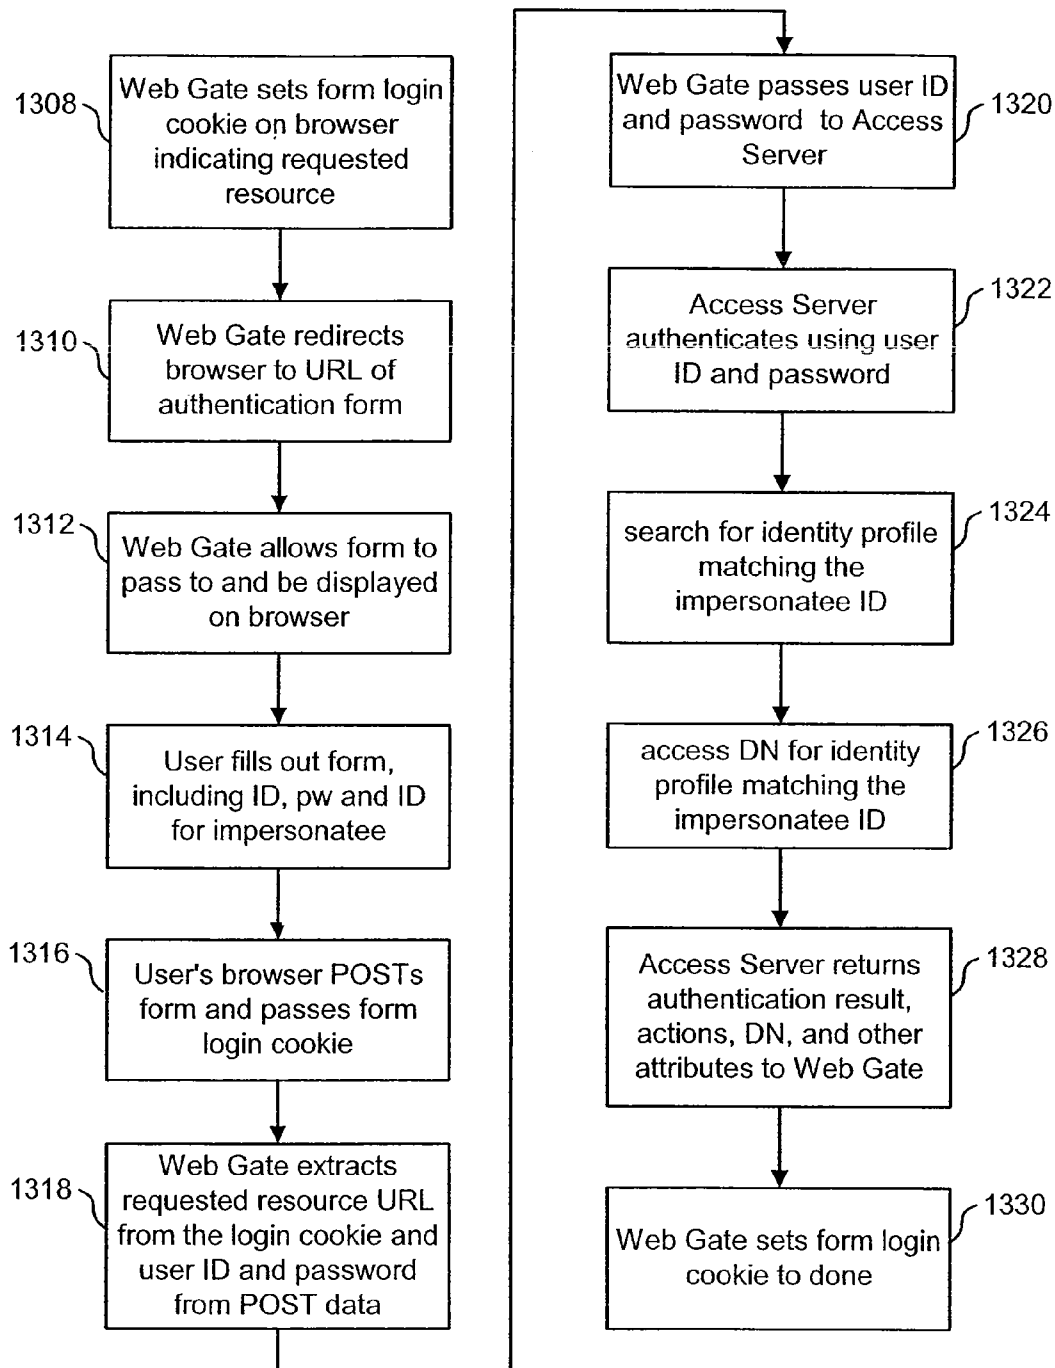 1308
Web Gate sets form login
cookie on browser
indicating requested
resource
1310
Web Gate redirects
browser to URL of
authentication form
1312
Web Gate allows form to
pass to and be displayed
on browser
1314
User fills out form,
including ID, pw and ID
for impersonatee
1316
User's browser POSTs
form and passes form
login cookie
1318
Web Gate extracts
requested resource URL
from the login cookie and
user ID and password
from POST data
1320
Web Gate passes user ID
and password to Access
Server
1322
Access Server
authenticates using user
ID and password
1324
search for identity profile
matching the
impersonatee ID
1326
access DN for identity
profile matching the
impersonatee ID
1328
Access Server returns
authentication result,
actions, DN, and other
attributes to Web Gate
1330
Web Gate sets form login
cookie to done